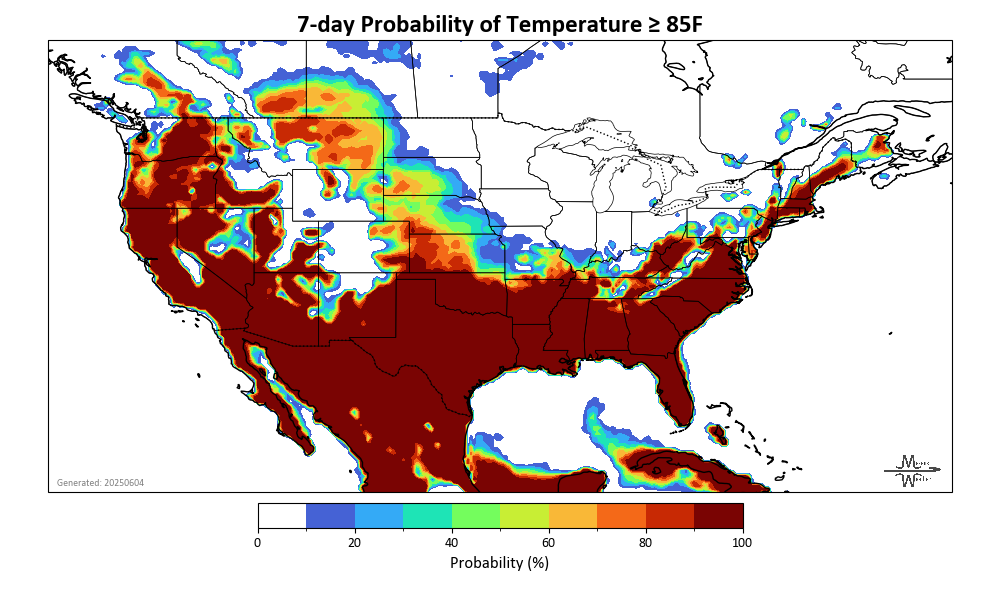 7-day Probability of Temperature ≥ 85F
Generated: 20250604
0 20 40 60 80 100
Probability (%)